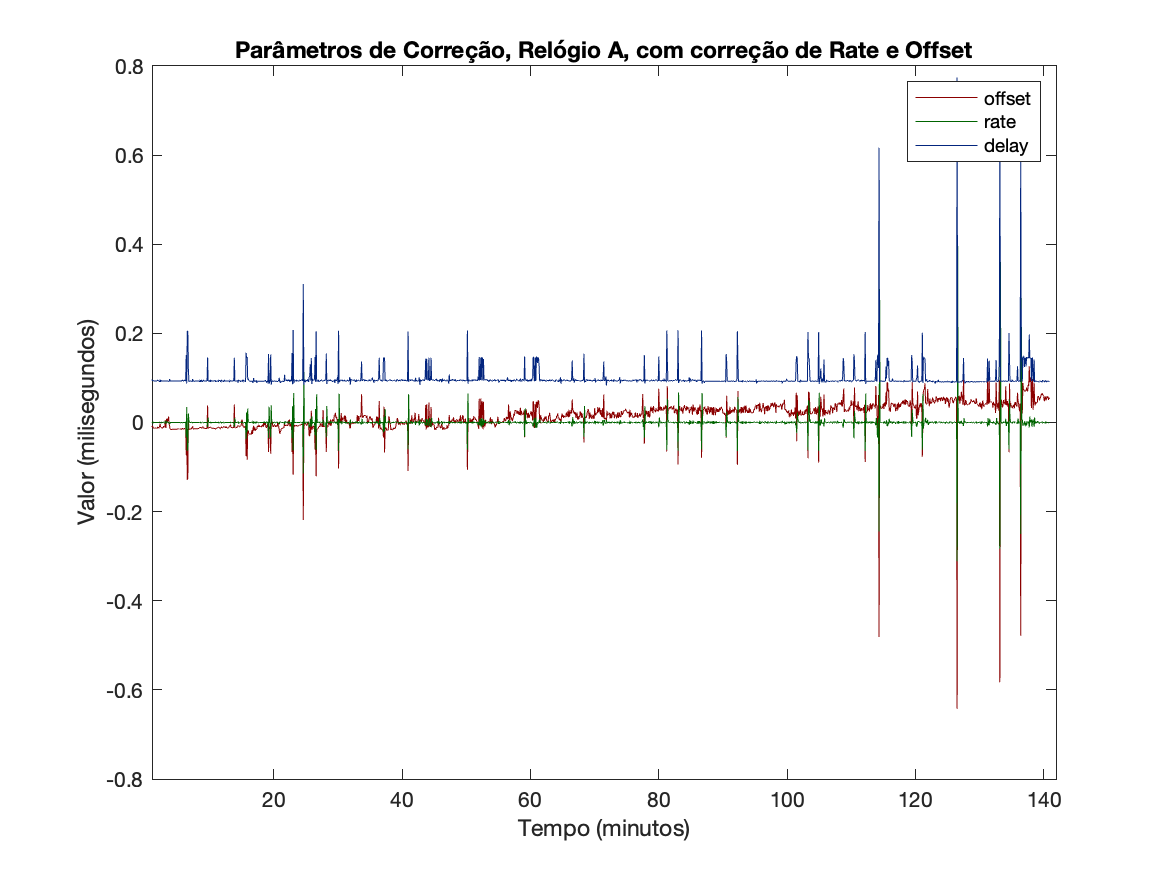 Parâmetros de Correção, Relógio A, com correção de Rate e Offset
0.8
0.6
0.4
0.2
0
-0.2
-0.4
-0.6
-0.8
Valor (milisegundos)
offset
rate
delay
20
40
60
80
100
120
140
Tempo (minutos)